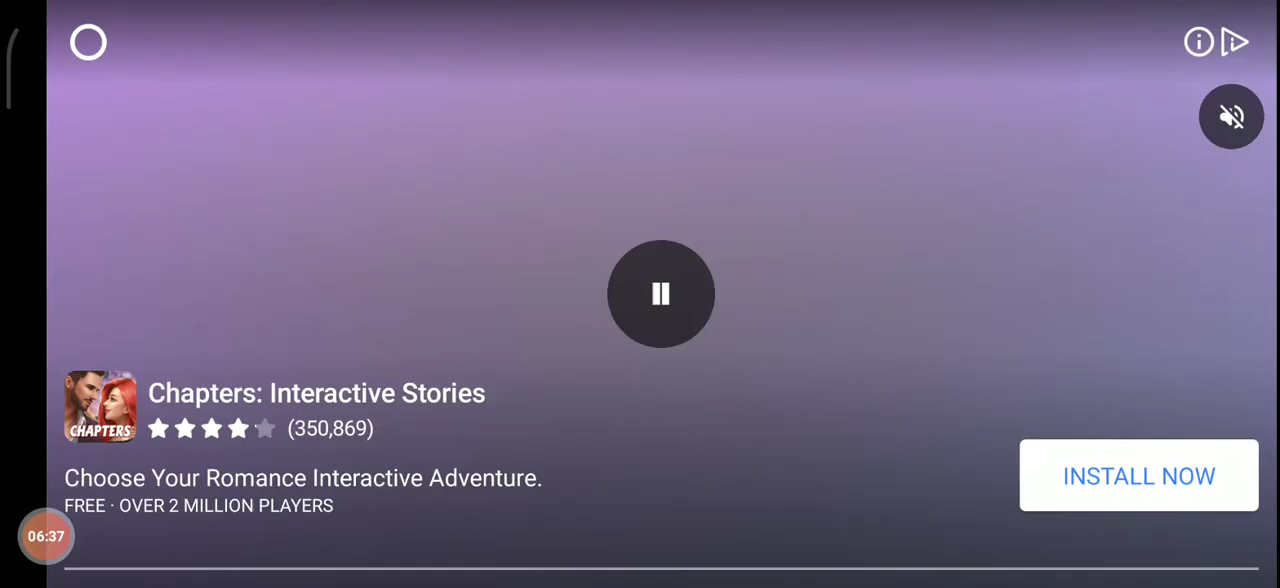 Chapters: Interactive Stories
CHAPTERS
(350,869)
Choose Your Romance Interactive Adventure.
INSTALL NOW
FREE · OVER 2 MILLION PLAYERS
06:37